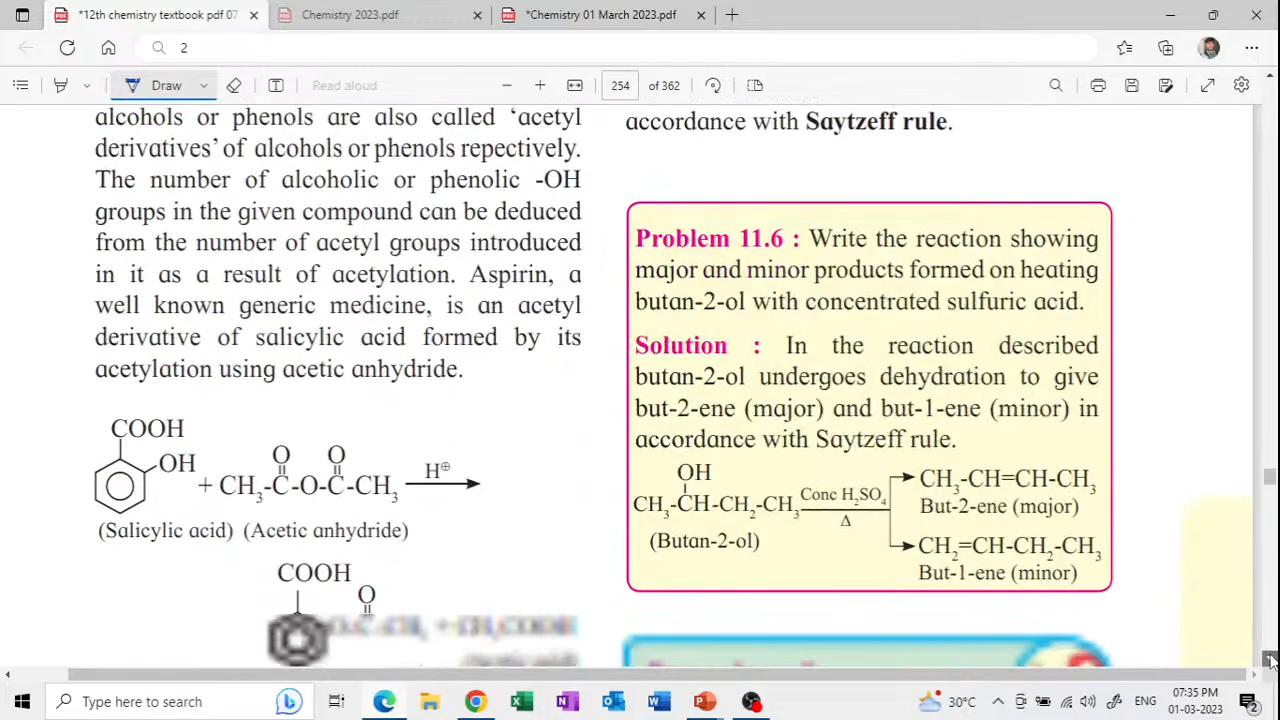 *12th chemistry textbook pdf 07
Chemistry 2023.pdf
*Chemistry 01 March 2023.pdf
2
Draw
Read aloud
254 of 362
alcohols or phenols are also called ‘acetyl
derivatives’ of alcohols or phenols repectively.
The number of alcoholic or phenolic -OH
groups in the given compound can be deduced
from the number of acetyl groups introduced
in it as a result of acetylation. Aspirin, a
well known generic medicine, is an acetyl
derivative of salicylic acid formed by its
acetylation using acetic anhydride.
COOH
OH
O O
+ CH₃-C-O-C-CH₃
H⊕
(Salicylic acid) (Acetic anhydride)
COOH
O
accordance with Saytzeff rule.
Problem 11.6 : Write the reaction showing
major and minor products formed on heating
butan-2-ol with concentrated sulfuric acid.
Solution : In the reaction described
butan-2-ol undergoes dehydration to give
but-2-ene (major) and but-1-ene (minor) in
accordance with Saytzeff rule.
OH
CH₃-CH-CH₂-CH₃
Conc H₂SO₄
Δ
(Butan-2-ol)
CH₃-CH=CH-CH₃
But-2-ene (major)
CH₂=CH-CH₂-CH₃
But-1-ene (minor)
Type here to search
30°C
ENG
07:35 PM
01-03-2023
2